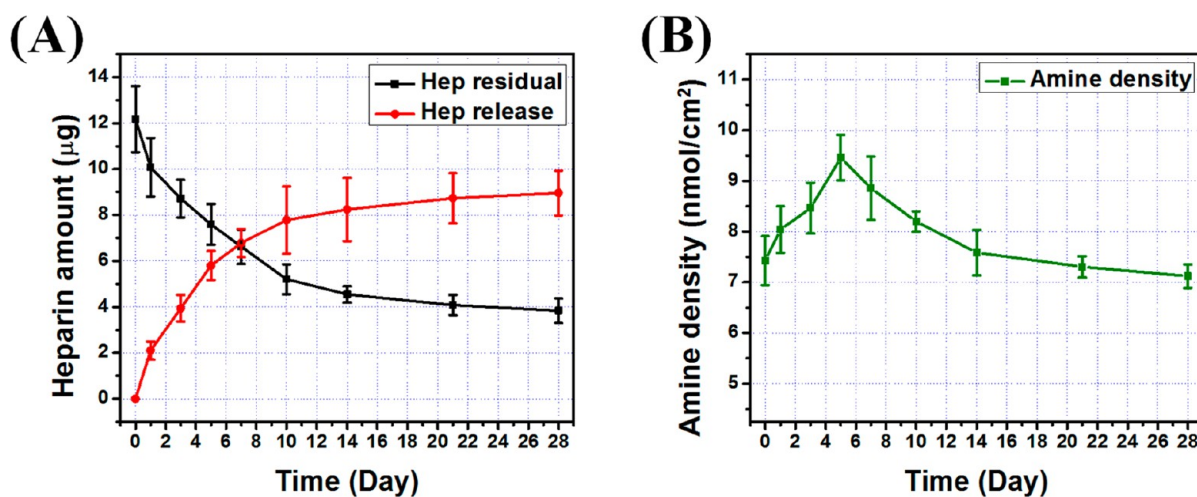 (A)
Heparin amount (μg)
14
12
10
8
6
4
2
0
Hep residual
Hep release
0 2 4 6 8 10 12 14 16 18 20 22 24 26 28
Time (Day)
(B)
Amine density (nmol/cm²)
11
10
9
8
7
6
5
Amine density
0 2 4 6 8 10 12 14 16 18 20 22 24 26 28
Time (Day)